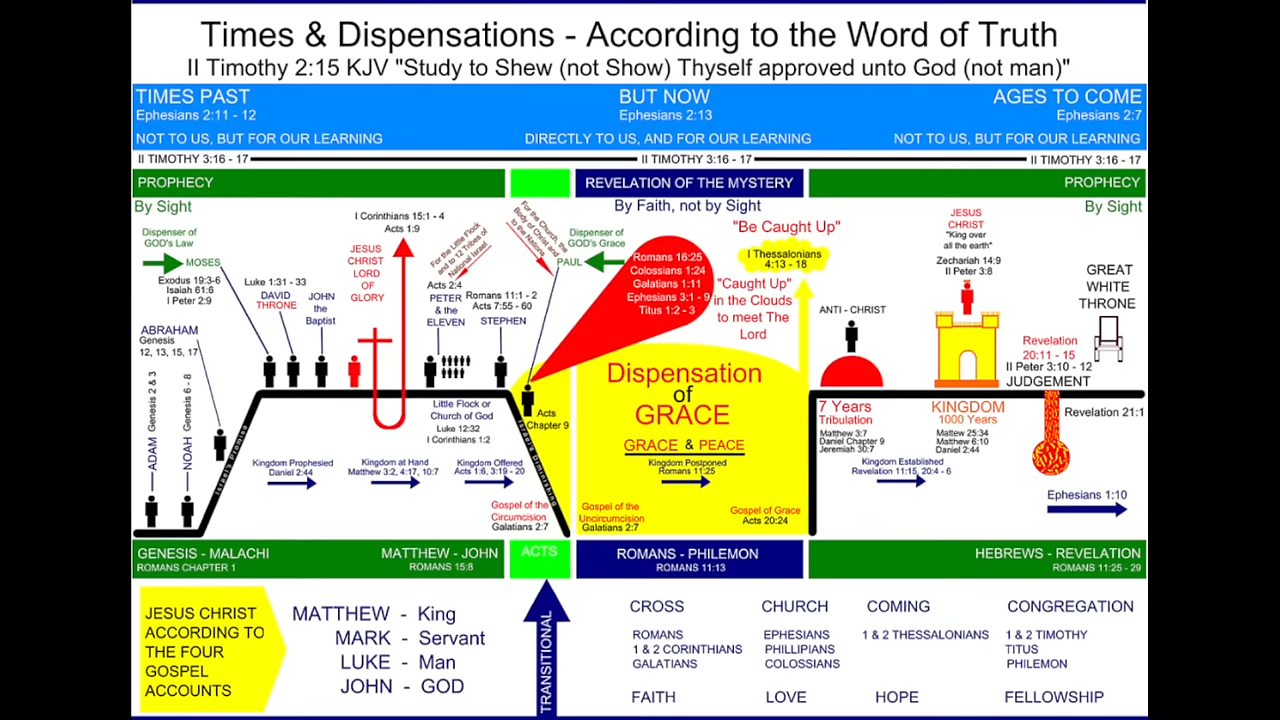 Times & Dispensations - According to the Word of Truth
II Timothy 2:15 KJV "Study to Shew (not Show) Thyself approved unto God (not man)"
TIMES PAST
Ephesians 2:11 - 12
NOT TO US, BUT FOR OUR LEARNING
BUT NOW
Ephesians 2:13
DIRECTLY TO US, AND FOR OUR LEARNING
AGES TO COME
Ephesians 2:7
NOT TO US, BUT FOR OUR LEARNING
II TIMOTHY 3:16 - 17
II TIMOTHY 3:16 - 17
II TIMOTHY 3:16 - 17
PROPHECY
REVELATION OF THE MYSTERY
PROPHECY
By Sight
By Faith, not by Sight
By Sight
Dispenser of
GOD's Law
MOSES
Exodus 19:3-6
Isaiah 61:6
I Peter 2:9
ABRAHAM
Genesis
12, 13, 15, 17
ADAM Genesis 2 & 3
NOAH Genesis 6 - 8
Israel's Promise
Luke 1:31 - 33
DAVID
THRONE
JOHN
the
Baptist
I Corinthians 15:1 - 4
Acts 1:9
JESUS
CHRIST
LORD
OF
GLORY
For the Little Flock
and to 12 Tribes of
National Israel
Acts 2:4
PETER
& the
ELEVEN
Romans 11:1 - 2
Acts 7:55 - 60
STEPHEN
For the Church, the
Body of Christ and
to the Nations
Dispenser of
GOD's Grace
PAUL
Romans 16:25
Colossians 1:24
Galatians 1:11
Ephesians 3:1 - 9
Titus 1:2 - 3
"Be Caught Up"
I Thessalonians
4:13 - 18
"Caught Up"
in the Clouds
to meet The
Lord
ANTI - CHRIST
JESUS
CHRIST
"King over
all the earth"
Zechariah 14:9
II Peter 3:8
GREAT
WHITE
THRONE
Revelation
20:11 - 15
II Peter 3:10 - 12
JUDGEMENT
Revelation 21:1
Little Flock or
Church of God
Luke 12:32
I Corinthians 1:2
Acts
Chapter 9
Israel's Diminishing
Dispensation
of
GRACE
GRACE & PEACE
7 Years
Tribulation
Matthew 3:7
Daniel Chapter 9
Jeremiah 30:7
KINGDOM
1000 Years
Mattew 25:34
Mathew 6:10
Daniel 2:44
Kingdom Prophesied
Daniel 2:44
Kingdom at Hand
Matthew 3:2, 4:17, 10:7
Kingdom Offered
Acts 1:6, 3:19 - 20
Kingdom Postponed
Romans 11:25
Kingdom Established
Revelation 11:15, 20:4 - 6
Ephesians 1:10
Gospel of the
Circumcision
Galatians 2:7
Gospel of the
Uncircumcision
Galatians 2:7
Gospel of Grace
Acts 20:24
GENESIS - MALACHI
ROMANS CHAPTER 1
MATTHEW - JOHN
ROMANS 15:8
ACTS
ROMANS - PHILEMON
ROMANS 11:13
HEBREWS - REVELATION
ROMANS 11:25 - 29
JESUS CHRIST
ACCORDING TO
THE FOUR
GOSPEL
ACCOUNTS
MATTHEW - King
MARK - Servant
LUKE - Man
JOHN - GOD
TRANSITIONAL
CROSS
ROMANS
1 & 2 CORINTHIANS
GALATIANS
FAITH
CHURCH
EPHESIANS
PHILLIPIANS
COLOSSIANS
LOVE
COMING
1 & 2 THESSALONIANS
HOPE
CONGREGATION
1 & 2 TIMOTHY
TITUS
PHILEMON
FELLOWSHIP